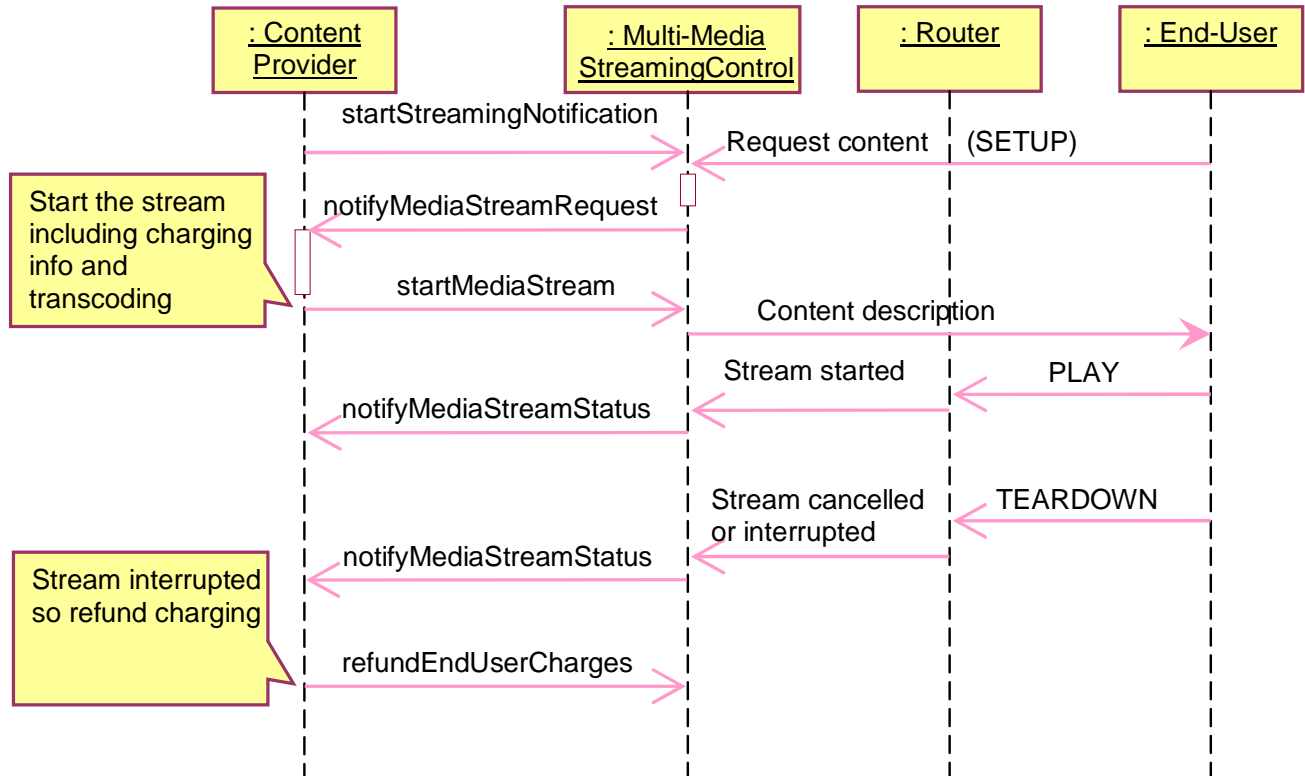 : Content
Provider
: Multi-Media
StreamingControl
: Router
: End-User
startStreamingNotification
Request content (SETUP)
Start the stream
including charging
info and
transcoding
notifyMediaStreamRequest
startMediaStream
Content description
Stream started
PLAY
notifyMediaStreamStatus
Stream cancelled
or interrupted
TEARDOWN
notifyMediaStreamStatus
Stream interrupted
so refund charging
refundEndUserCharges